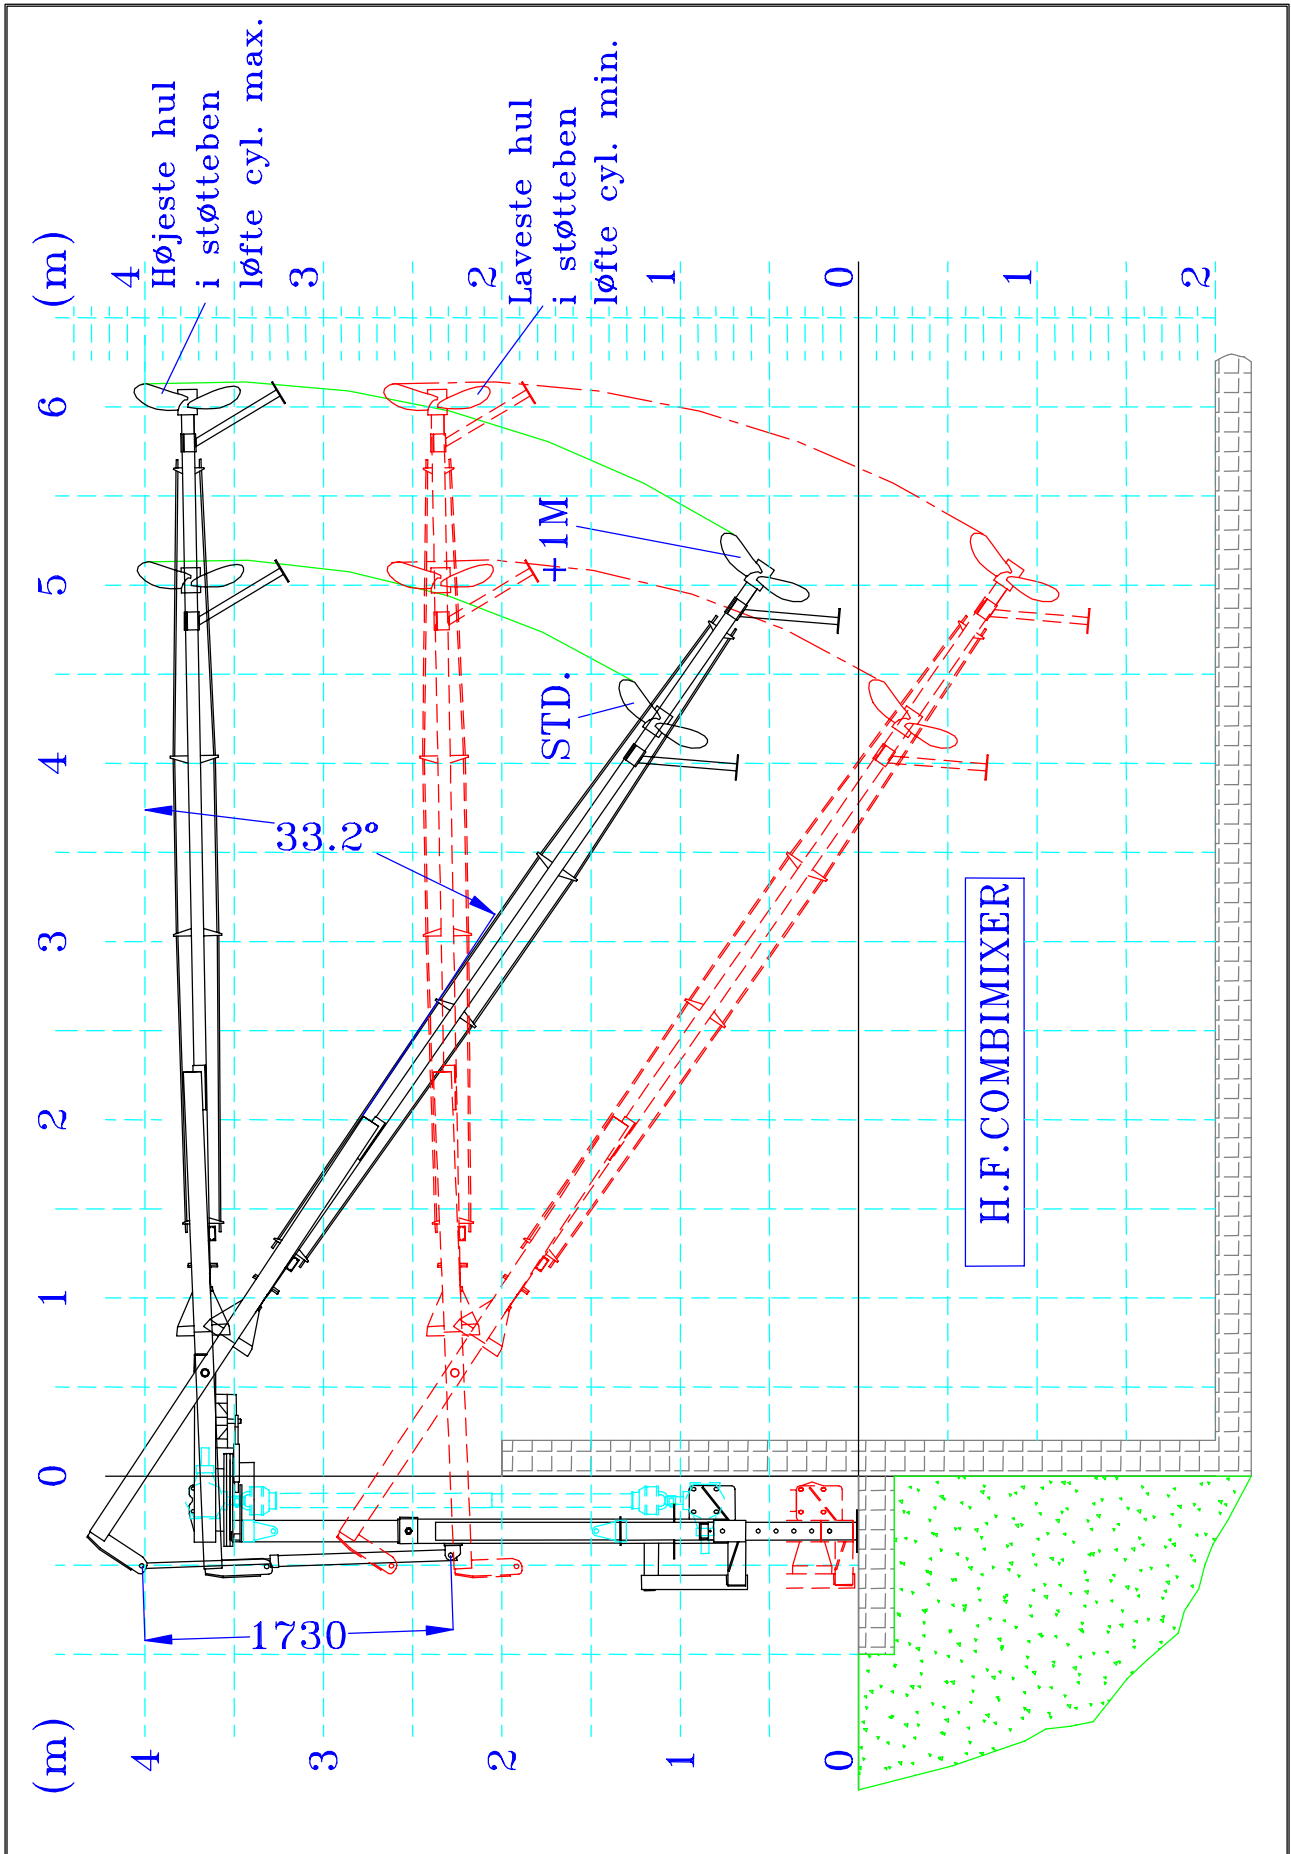 (m)
4
3
2
1
0
(m)
4
3
2
1
0
1
2
0
1
2
3
4
5
6
Højeste hul
i støtteben
løfte cyl. max.
Laveste hul
i støtteben
løfte cyl. min.
33.2°
STD.
+1M
1730
H.F.COMBIMIXER